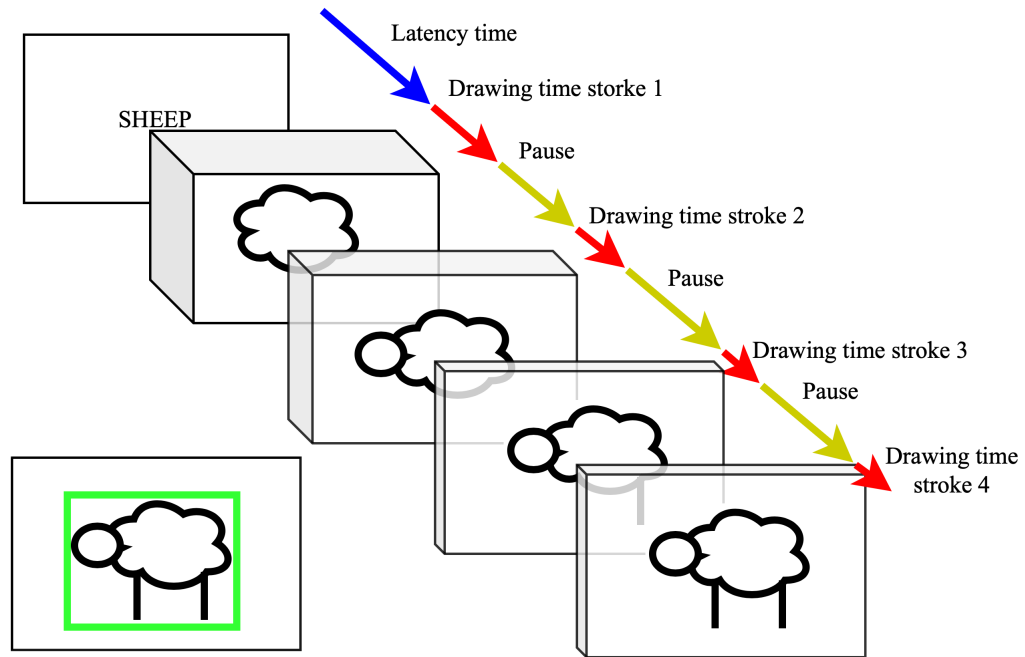 Latency time
Drawing time storke 1
SHEEP
Pause
Drawing time stroke 2
Pause
Drawing time stroke 3
Pause
Drawing time
stroke 4